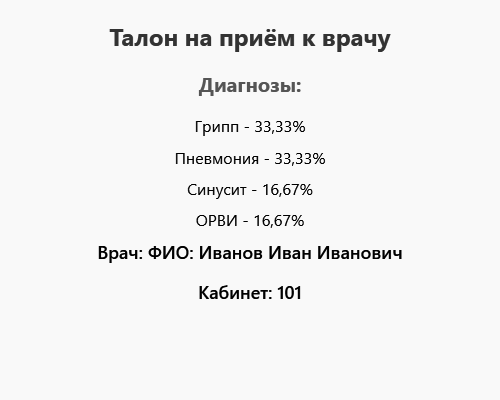 Талон на приём к врачу
Диагнозы:
Грипп - 33,33%
Пневмония - 33,33%
Синусит - 16,67%
ОРВИ - 16,67%
Врач: ФИО: Иванов Иван Иванович
Кабинет: 101